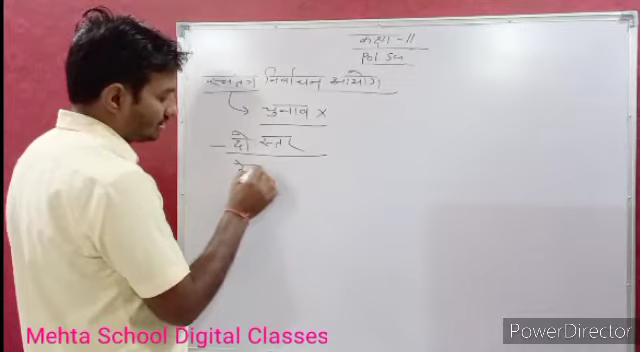 कक्षा -11
Pol Sc
स्वतंत्र निर्वाचन आयोग
चुनाव x
- दो स्तर
Mehta School Digital Classes
PowerDirector